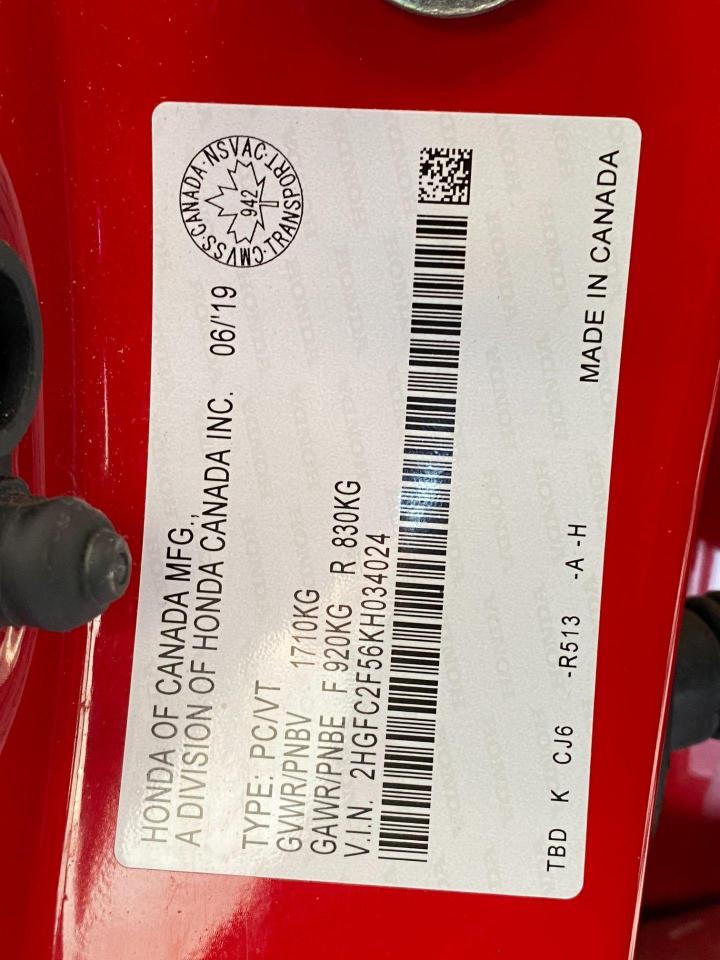 HONDA OF CANADA MFG.,
A DIVISION OF HONDA CANADA INC. 06/'19
CMVSS·CANADA·NSVAC·TRANSPORT·
942
TYPE: PC/VT
GVWR/PNBV 1710KG
GAWR/PNBE F 920KG R 830KG
V.I.N. 2HGFC2F56KH034024
MADE IN CANADA
TBD K CJ6 -R513 -A -H